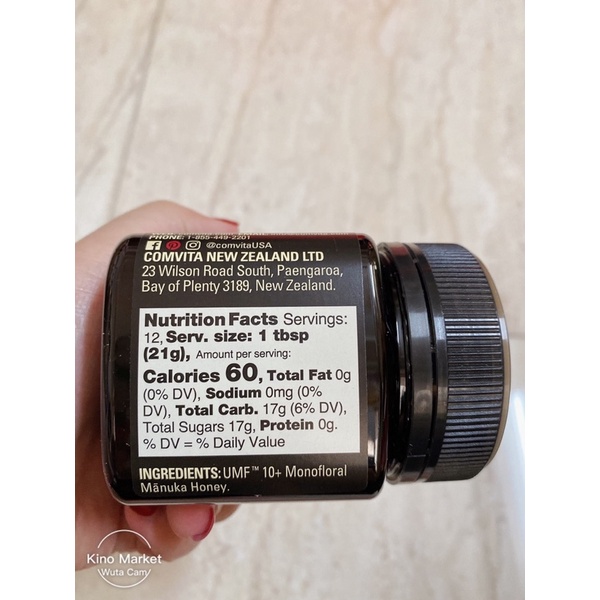 PHONE: 1-855-449-2201
@comvitaUSA
COMVITA NEW ZEALAND LTD
23 Wilson Road South, Paengaroa,
Bay of Plenty 3189, New Zealand.
Nutrition Facts Servings:
12, Serv. size: 1 tbsp
(21g), Amount per serving:
Calories 60, Total Fat 0g
(0% DV), Sodium 0mg (0%
DV), Total Carb. 17g (6% DV),
Total Sugars 17g, Protein 0g.
% DV = % Daily Value
INGREDIENTS: UMF™ 10+ Monofloral
Mānuka Honey.
Kino Market
Wuta Cam